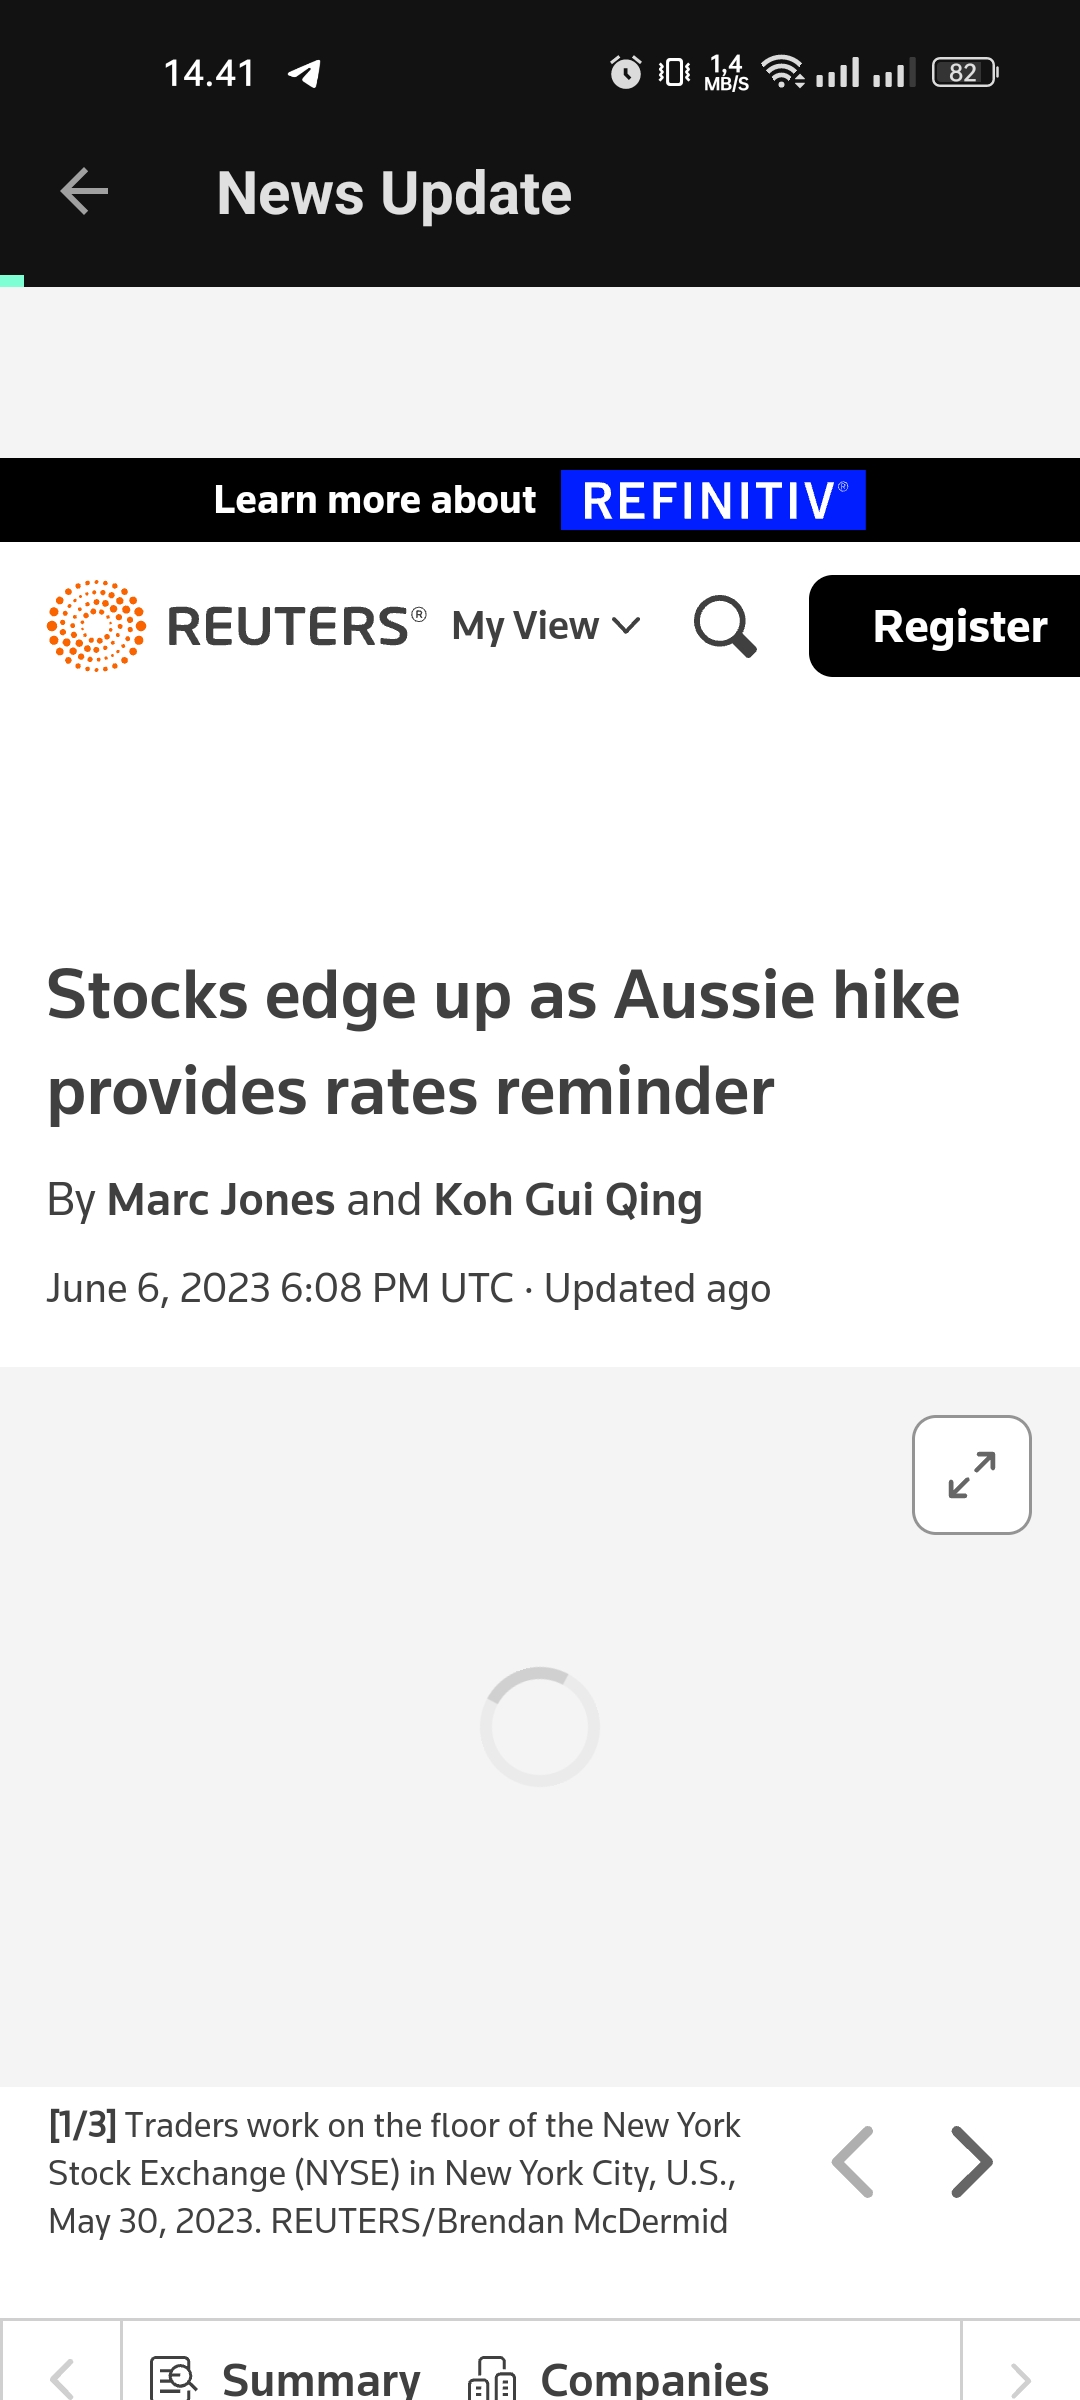 14.41
1,4
MB/S
82
News Update
Learn more about REFINITIV®
REUTERS® My View
Register
Stocks edge up as Aussie hike
provides rates reminder
By Marc Jones and Koh Gui Qing
June 6, 2023 6:08 PM UTC · Updated ago
[1/3] Traders work on the floor of the New York
Stock Exchange (NYSE) in New York City, U.S.,
May 30, 2023. REUTERS/Brendan McDermid
Summary
Companies